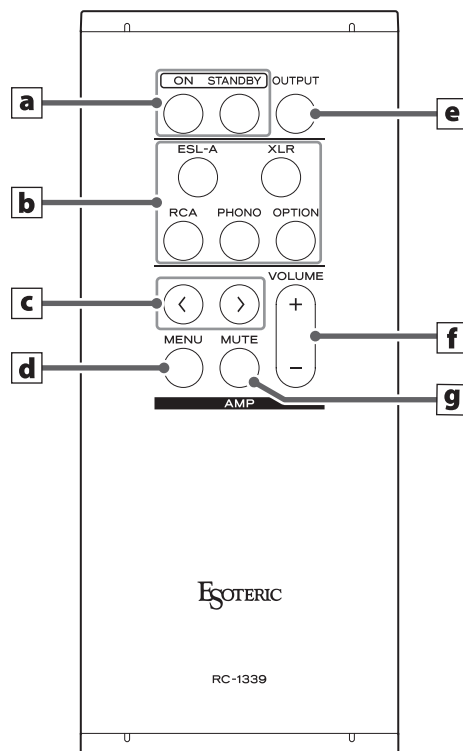 ON STANDBY OUTPUT
a
e
ESL-A XLR
b
RCA PHONO OPTION
VOLUME
c
+
f
MENU MUTE
d
−
g
AMP
ESOTERIC
RC-1339